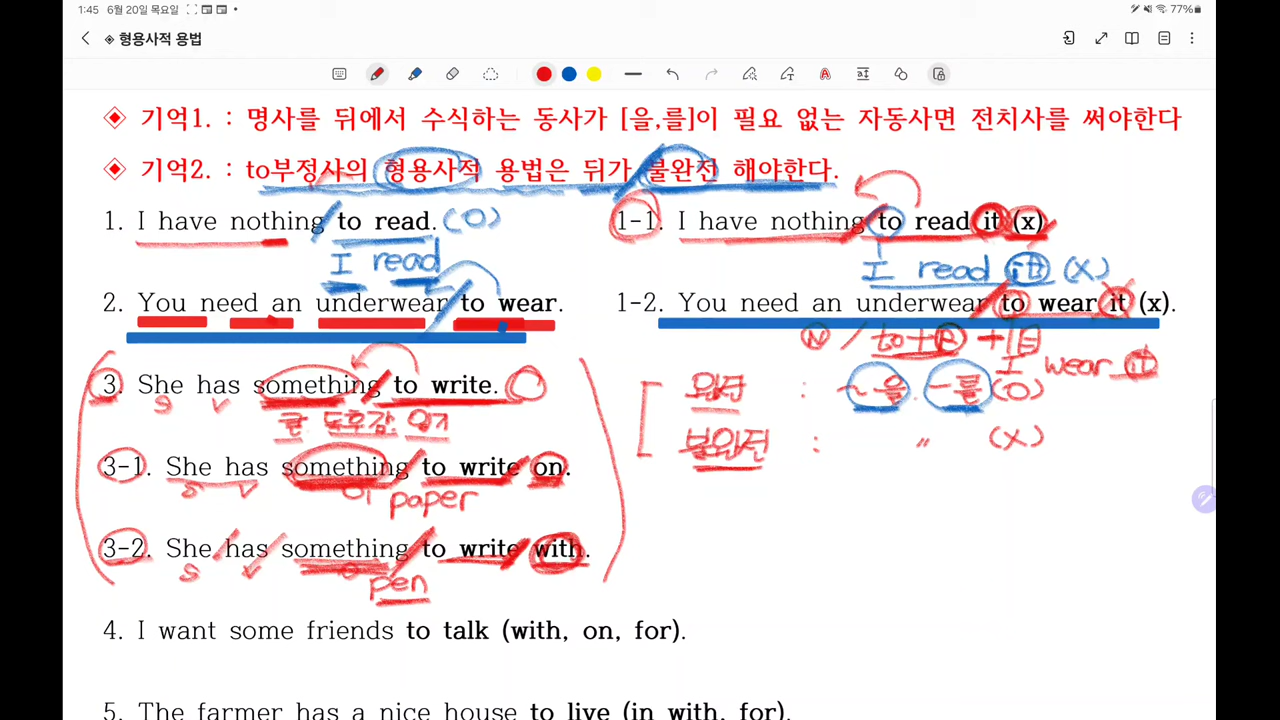 1:45 6월 20일 목요일 77%
◈ 형용사적 용법
◈ 기억1. : 명사를 뒤에서 수식하는 동사가 [을,를]이 필요 없는 자동사면 전치사를 써야한다
◈ 기억2. : to부정사의 형용사적 용법은 뒤가 불완전 해야한다.
1. I have nothing to read. (O)
I read
1-1. I have nothing to read it (x)
I read it (X)
2. You need an underwear to wear.
1-2. You need an underwear to wear it (x).
N / to+R +
I wear it
3. She has something to write.
S V
글 독후감 일기
완전 : ~을 -를 (O)
불완전 : 〃 (X)
3-1. She has something to write on.
S V O
paper
3-2. She has something to write with.
S V O
pen
4. I want some friends to talk (with, on, for).
5. The farmer has a nice house to live (in with, for).